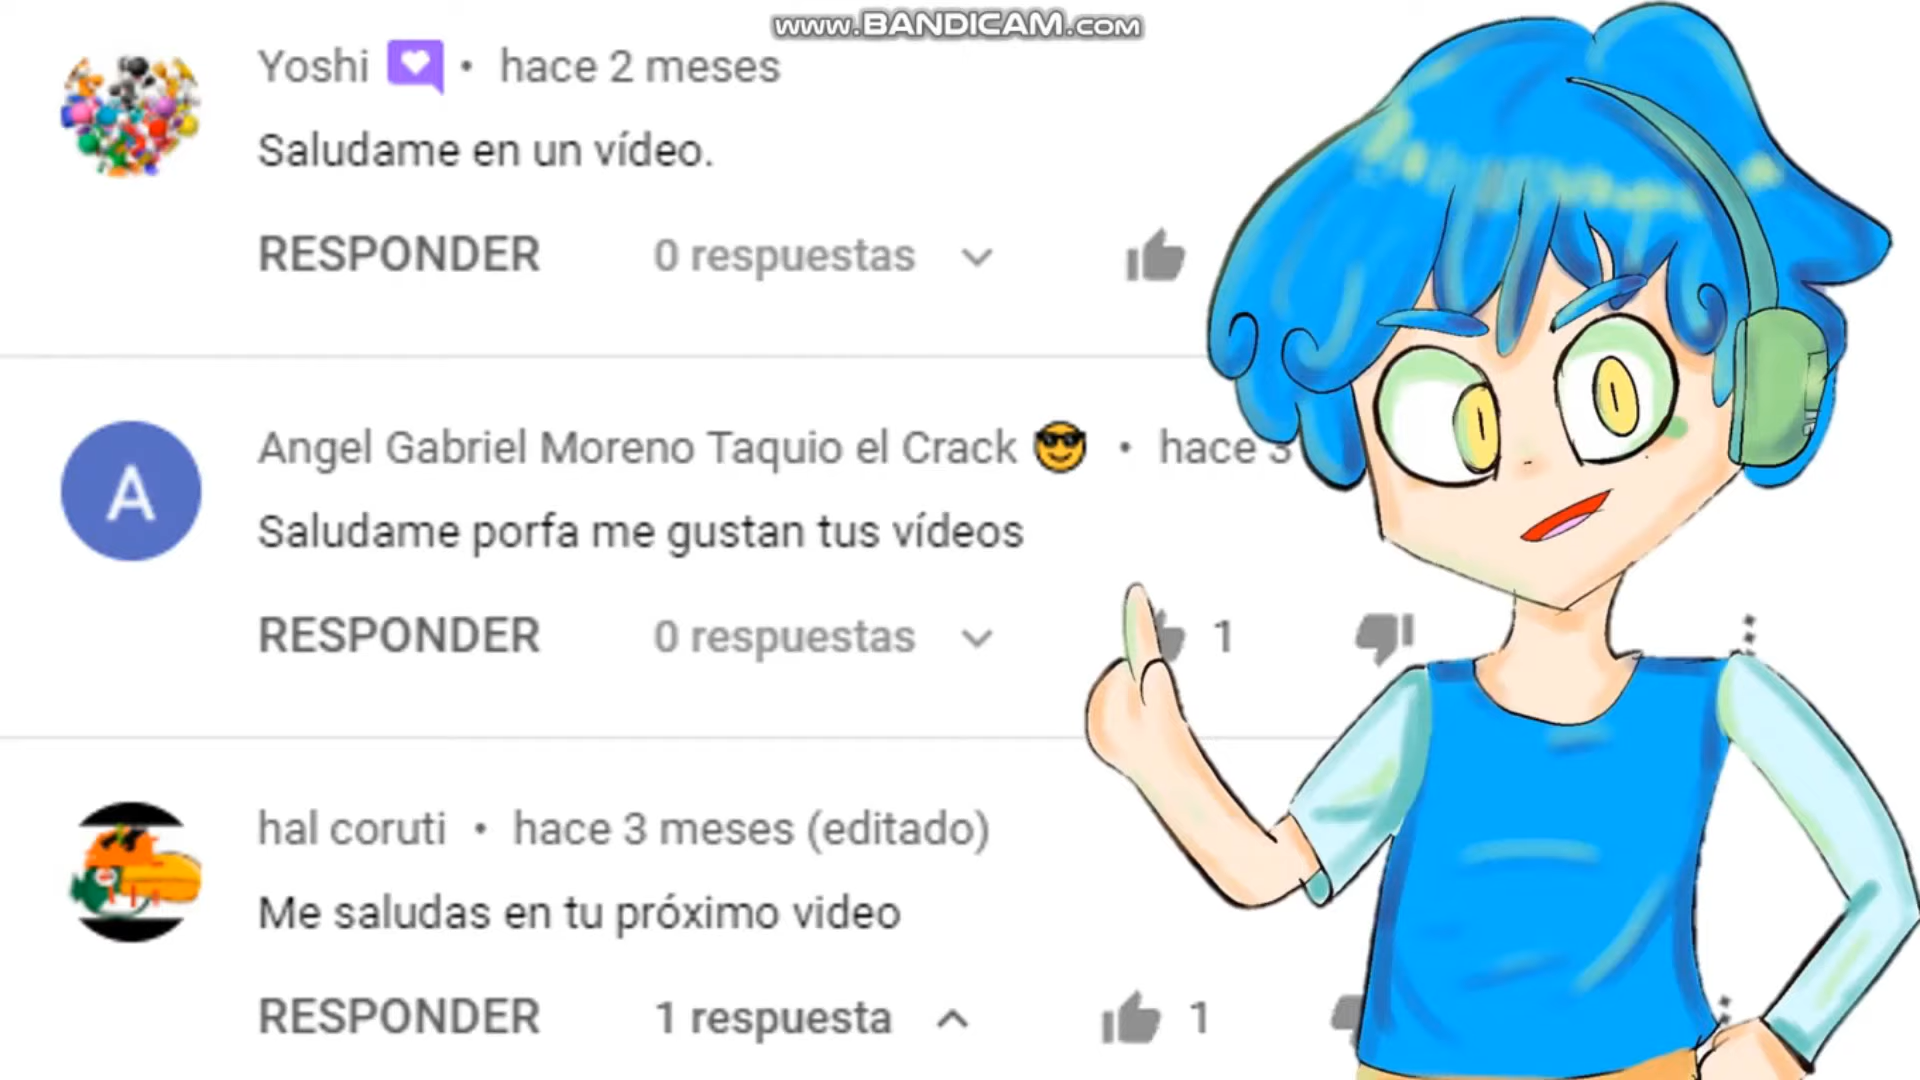 www.BANDICAM.com
Yoshi • hace 2 meses
Saludame en un vídeo.
RESPONDER 0 respuestas
A
Angel Gabriel Moreno Taquio el Crack 😎 • hace 3
Saludame porfa me gustan tus vídeos
RESPONDER 0 respuestas 1
hal coruti • hace 3 meses (editado)
Me saludas en tu próximo video
RESPONDER 1 respuesta 1